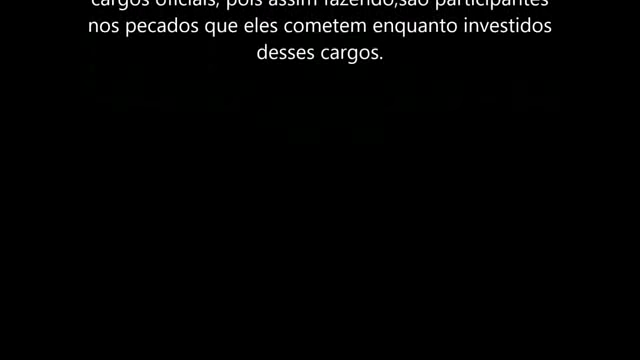 cargos oficiais, pois assim fazendo,são participantes
nos pecados que eles cometem enquanto investidos
desses cargos.